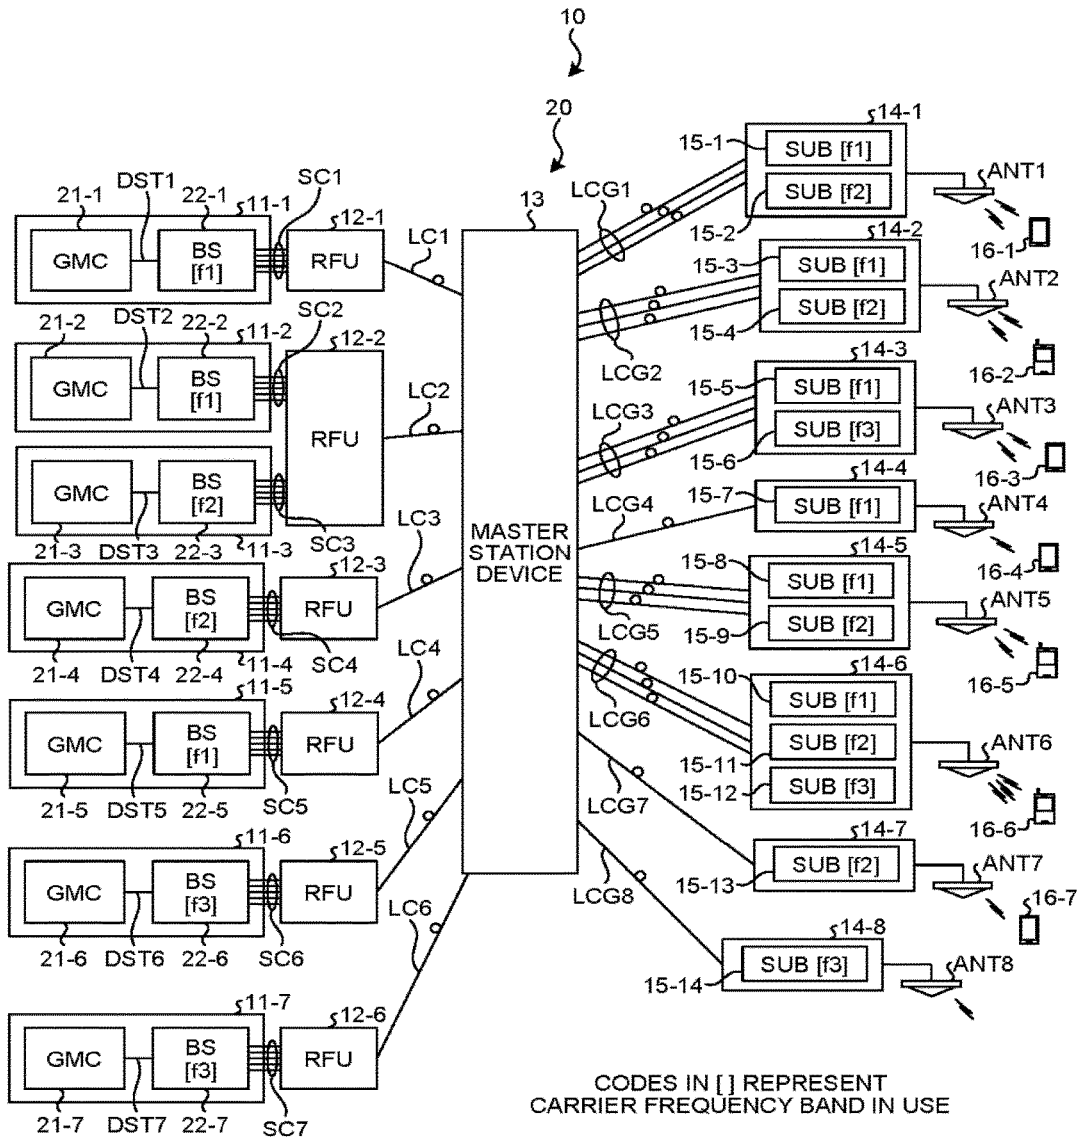 10
20
13
MASTER
STATION
DEVICE
21-1
DST1
22-1
11-1
SC1
12-1
GMC
BS
[f1]
RFU
LC1
21-2
DST2
22-2
11-2
SC2
12-2
GMC
BS
[f1]
RFU
LC2
GMC
BS
[f2]
21-3
DST3
22-3
11-3
SC3
LC3
12-3
GMC
BS
[f2]
RFU
21-4
DST4
22-4
11-4
SC4
LC4
11-5
12-4
GMC
BS
[f1]
RFU
21-5
DST5
22-5
SC5
LC5
11-6
12-5
GMC
BS
[f3]
RFU
21-6
DST6
22-6
SC6
LC6
11-7
12-6
GMC
BS
[f3]
RFU
21-7
DST7
22-7
SC7
LCG1
14-1
15-1
SUB [f1]
15-2
SUB [f2]
ANT1
16-1
LCG2
14-2
15-3
SUB [f1]
15-4
SUB [f2]
ANT2
16-2
LCG3
14-3
15-5
SUB [f1]
15-6
SUB [f3]
ANT3
16-3
LCG4
14-4
15-7
SUB [f1]
ANT4
16-4
LCG5
14-5
15-8
SUB [f1]
15-9
SUB [f2]
ANT5
16-5
LCG6
14-6
15-10
SUB [f1]
15-11
SUB [f2]
15-12
SUB [f3]
ANT6
16-6
LCG7
14-7
15-13
SUB [f2]
ANT7
16-7
LCG8
14-8
15-14
SUB [f3]
ANT8
CODES IN [ ] REPRESENT
CARRIER FREQUENCY BAND IN USE